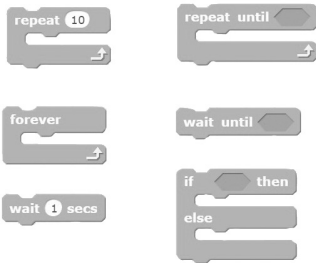 repeat 10
repeat until
forever
wait until
wait 1 secs
if then
else